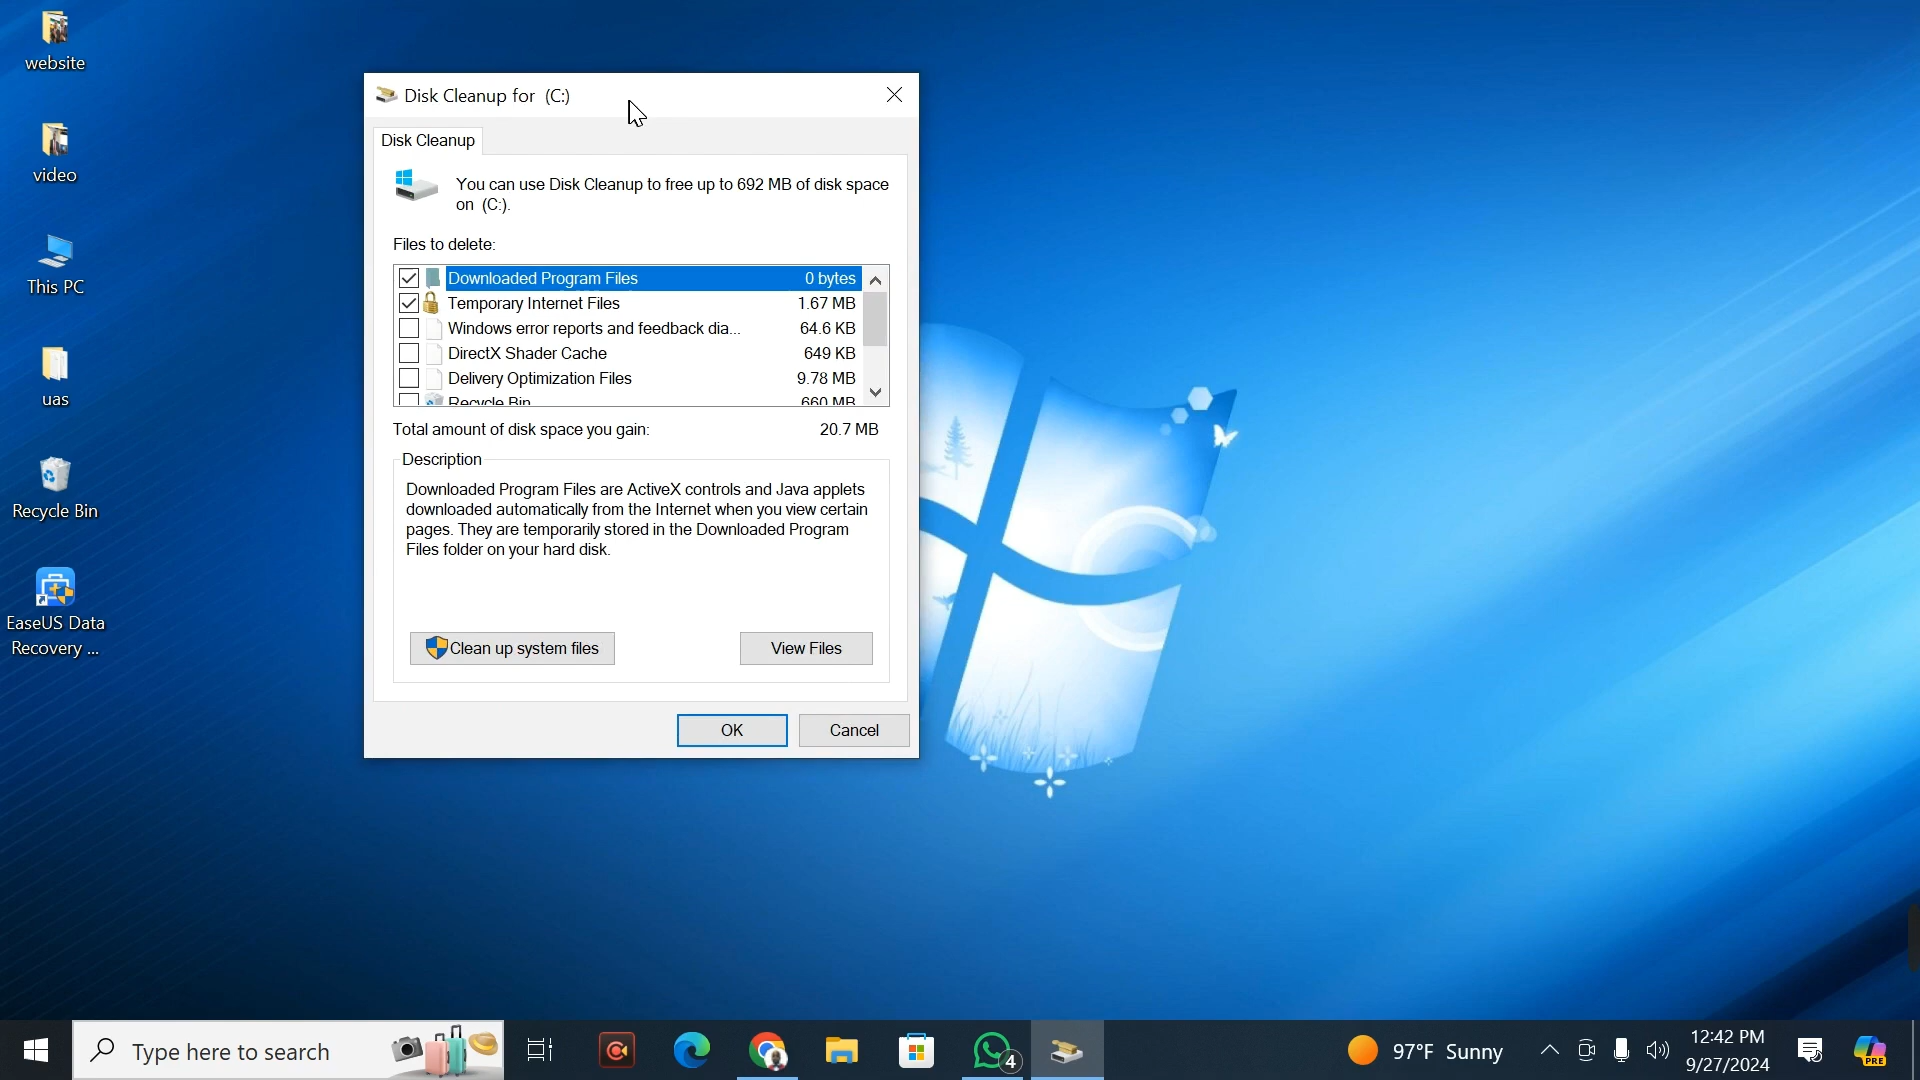 website
video
This PC
uas
Recycle Bin
EaseUS Data
Recovery ...
Disk Cleanup for (C:)
Disk Cleanup
You can use Disk Cleanup to free up to 692 MB of disk space
on (C:).
Files to delete:
Downloaded Program Files 0 bytes
Temporary Internet Files 1.67 MB
Windows error reports and feedback dia... 64.6 KB
DirectX Shader Cache 649 KB
Delivery Optimization Files 9.78 MB
Recycle Bin 660 MB
Total amount of disk space you gain: 20.7 MB
Description
Downloaded Program Files are ActiveX controls and Java applets
downloaded automatically from the Internet when you view certain
pages. They are temporarily stored in the Downloaded Program
Files folder on your hard disk.
Clean up system files
View Files
OK
Cancel
Type here to search
4
97°F Sunny
12:42 PM
9/27/2024
PRE